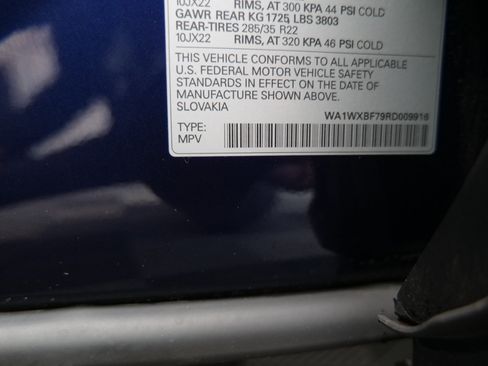 10JX22 RIMS, AT 300 KPA 44 PSI COLD
GAWR REAR KG 1725, LBS 3803
REAR-TIRES 285/35 R22
10JX22 RIMS, AT 320 KPA 46 PSI COLD
THIS VEHICLE CONFORMS TO ALL APPLICABLE
U.S. FEDERAL MOTOR VEHICLE SAFETY
STANDARDS IN EFFECT ON THE DATE OF
MANUFACTURE SHOWN ABOVE.
SLOVAKIA
WA1WXBF79RD009916
TYPE:
MPV